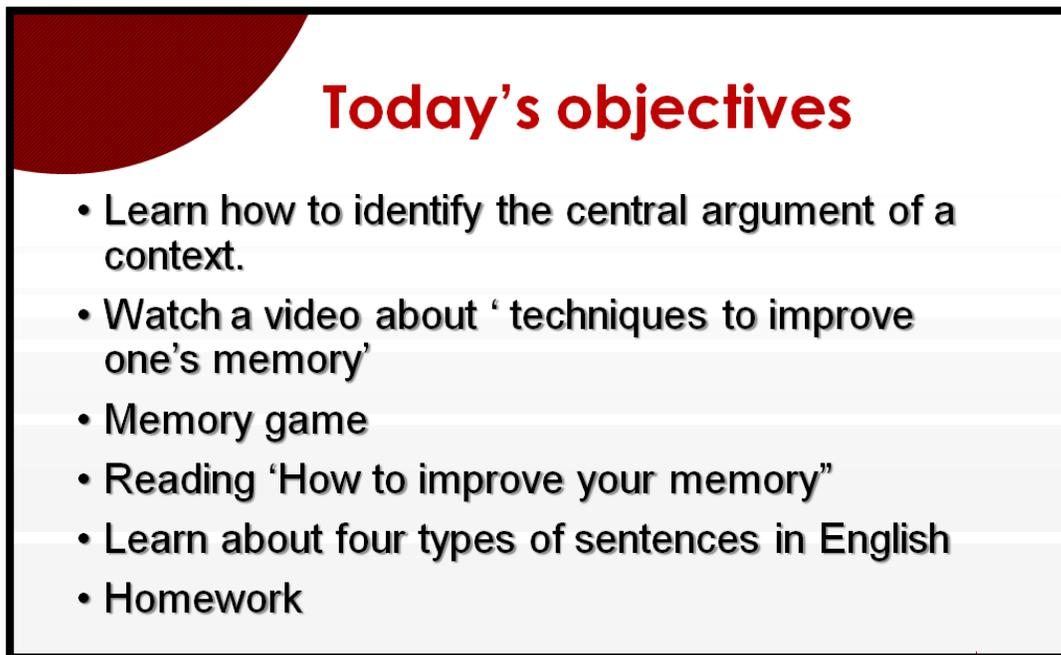 Today’s objectives
• Learn how to identify the central argument of a
context.
• Watch a video about ‘ techniques to improve
one’s memory’
• Memory game
• Reading ‘How to improve your memory”
• Learn about four types of sentences in English
• Homework